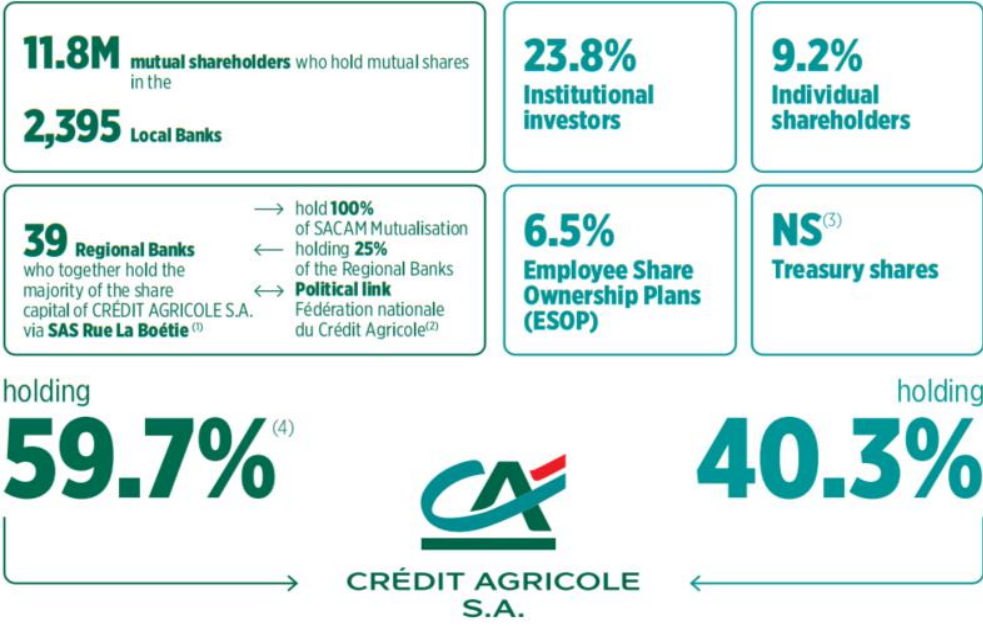 11.8M mutual shareholders who hold mutual shares
in the
2,395 Local Banks
23.8%
Institutional
investors
9.2%
Individual
shareholders
39 Regional Banks
who together hold the
majority of the share
capital of CRÉDIT AGRICOLE S.A.
via SAS Rue La Boétie (1)
→ hold 100%
of SACAM Mutualisation
← holding 25%
of the Regional Banks
↔ Political link
Fédération nationale
du Crédit Agricole(2)
6.5%
Employee Share
Ownership Plans
(ESOP)
NS(3)
Treasury shares
holding
59.7%(4)
holding
40.3%
CA
CRÉDIT AGRICOLE
S.A.